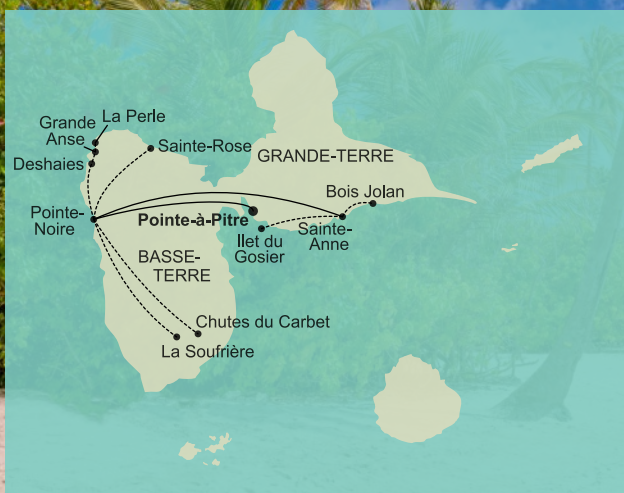 La Perle
Grande
Anse
Deshaies
Sainte-Rose
GRANDE-TERRE
Bois Jolan
Pointe-
Noire
Pointe-à-Pitre
Ilet du
Gosier
Sainte-
Anne
BASSE-
TERRE
Chutes du Carbet
La Soufrière